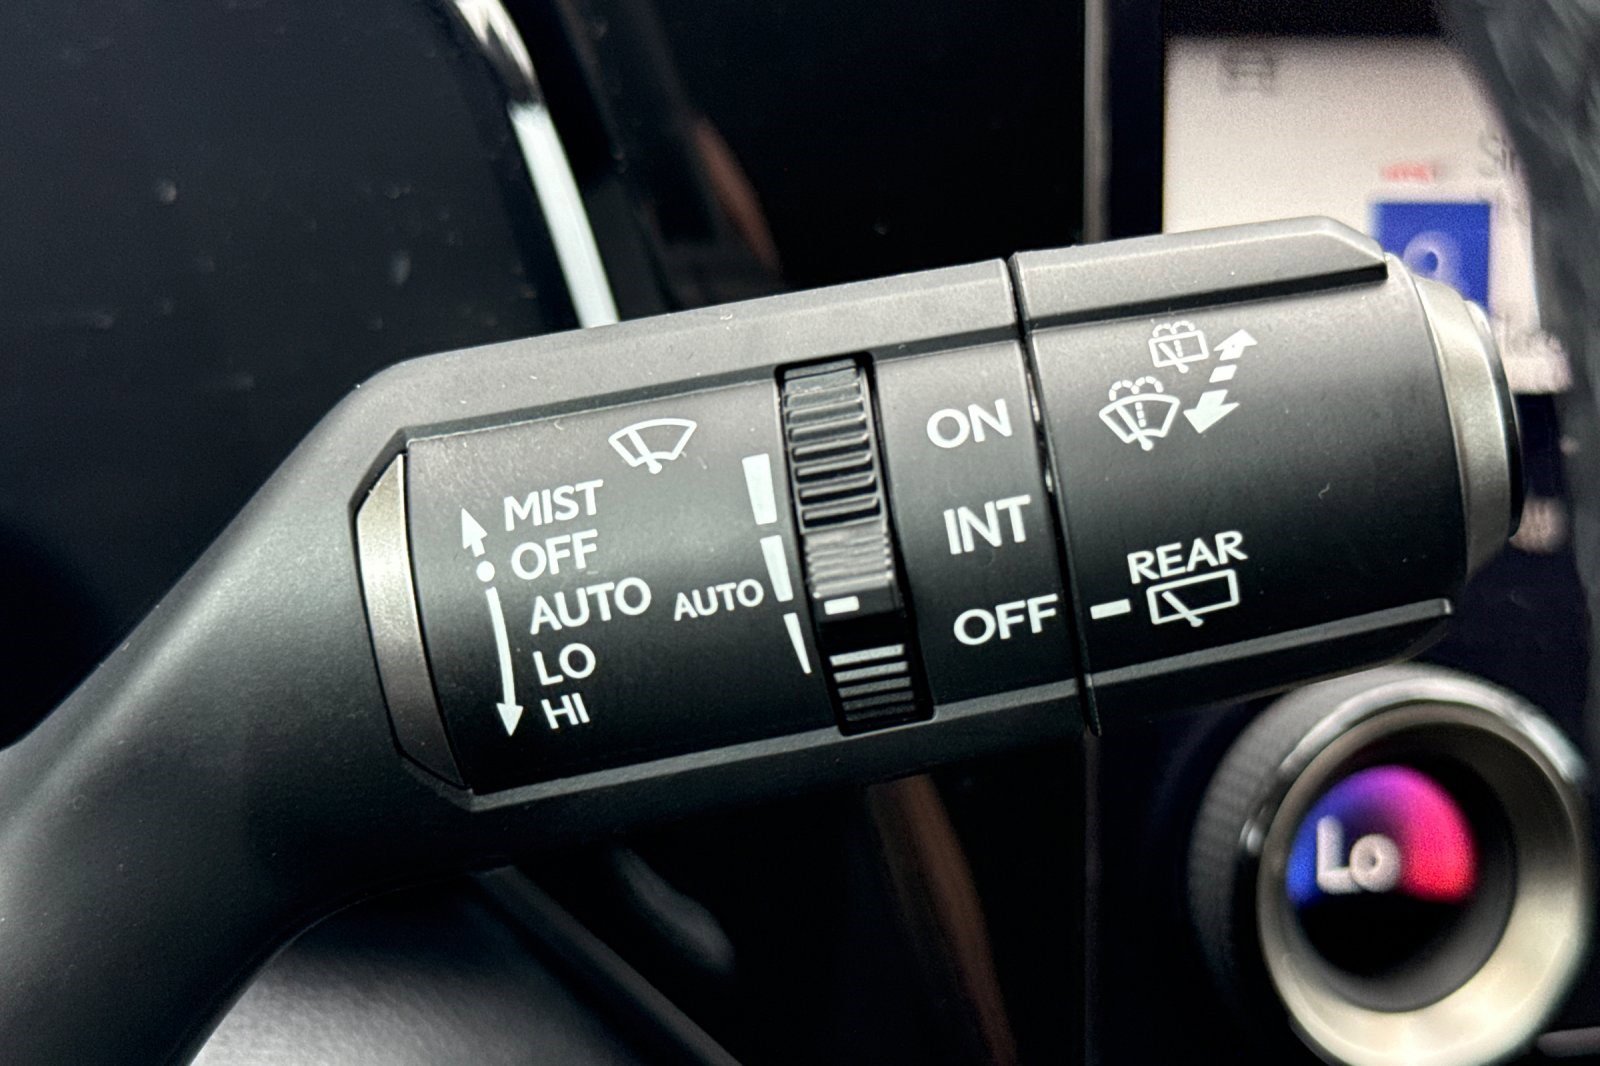 MIST
OFF
AUTO
LO
HI
AUTO
ON
INT
OFF
REAR
Lo